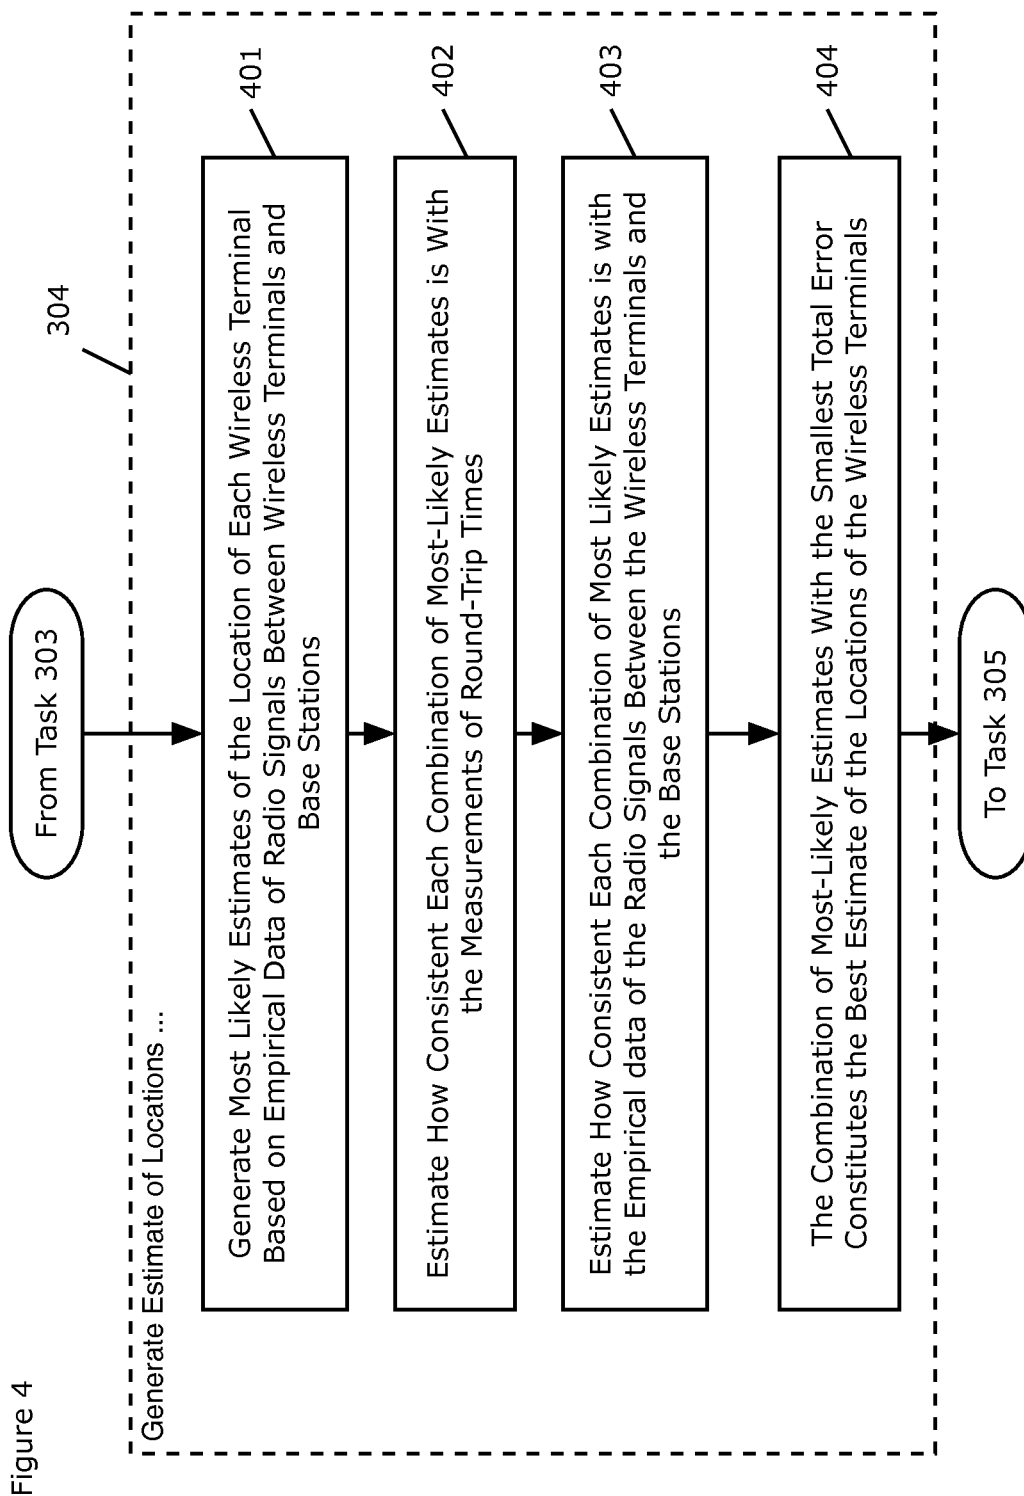 Figure 4
From Task 303
304
Generate Estimate of Locations ...
401
Generate Most Likely Estimates of the Location of Each Wireless Terminal
Based on Empirical Data of Radio Signals Between Wireless Terminals and
Base Stations
402
Estimate How Consistent Each Combination of Most-Likely Estimates is With
the Measurements of Round-Trip Times
403
Estimate How Consistent Each Combination of Most Likely Estimates is with
the Empirical data of the Radio Signals Between the Wireless Terminals and
the Base Stations
404
The Combination of Most-Likely Estimates With the Smallest Total Error
Constitutes the Best Estimate of the Locations of the Wireless Terminals
To Task 305